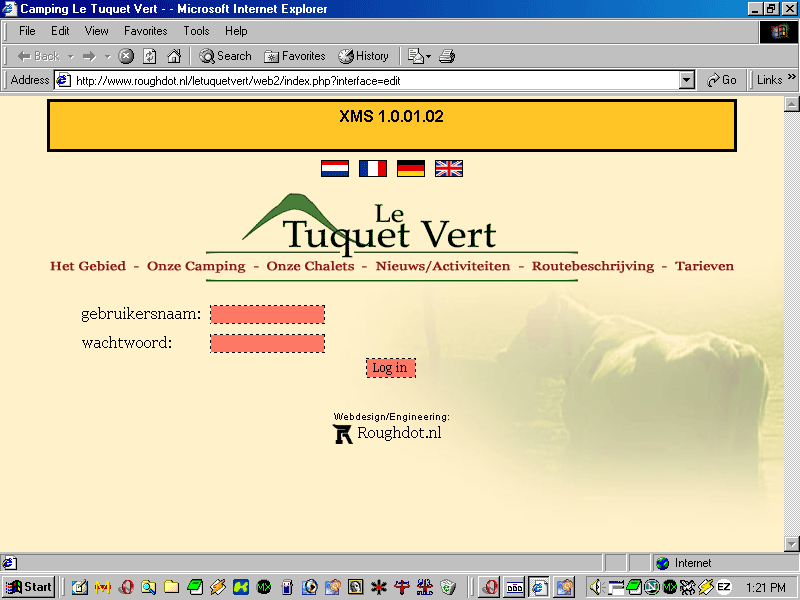 Camping Le Tuquet Vert - - Microsoft Internet Explorer
File Edit View Favorites Tools Help
Back Search Favorites History
Address http://www.roughdot.nl/letuquetvert/web2/index.php?interface=edit Go Links »
XMS 1.0.01.02
Le
Tuquet Vert
Het Gebied - Onze Camping - Onze Chalets - Nieuws/Activiteiten - Routebeschrijving - Tarieven
gebruikersnaam:
wachtwoord:
Log in
Webdesign/Engineering:
Roughdot.nl
Internet
Start EZ 1:21 PM